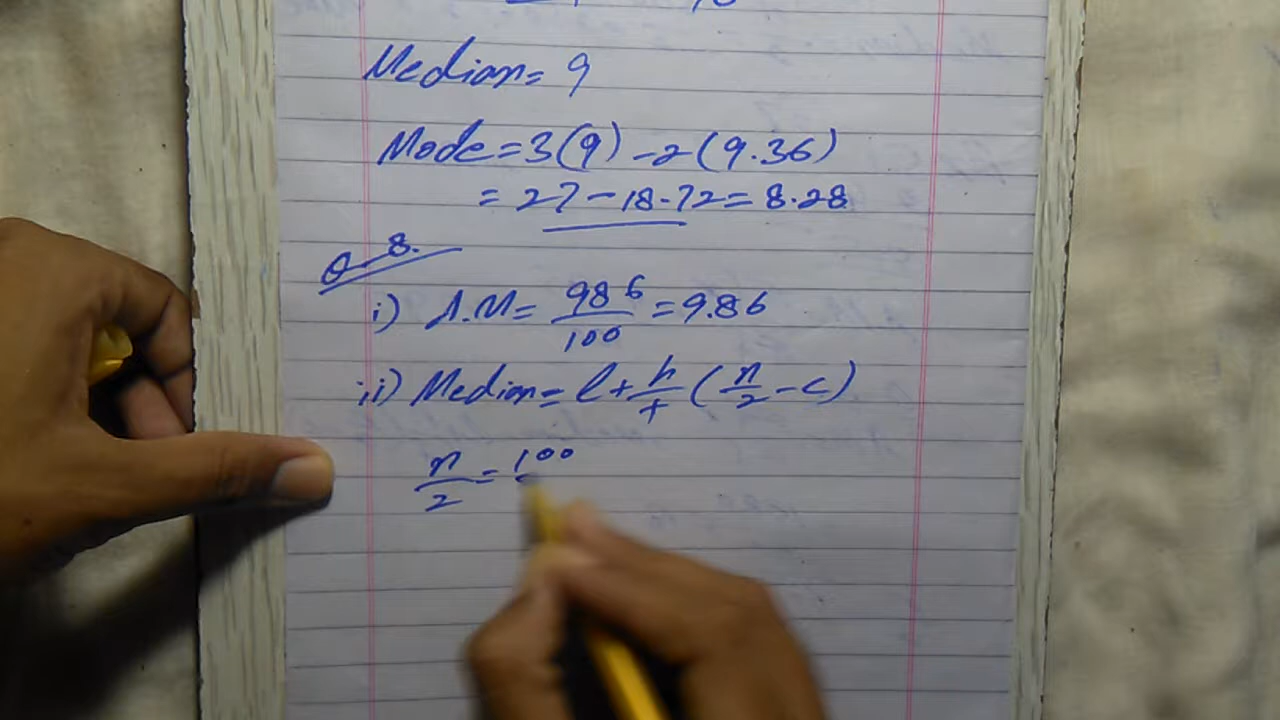 Median = 9
Mode = 3(9) - 2(9.36)
= 27 - 18.72 = 8.28
Q 8.
i) A.M = 986/100 = 9.86
ii) Median = l + h/f (n/2 - c)
n/2 = 100